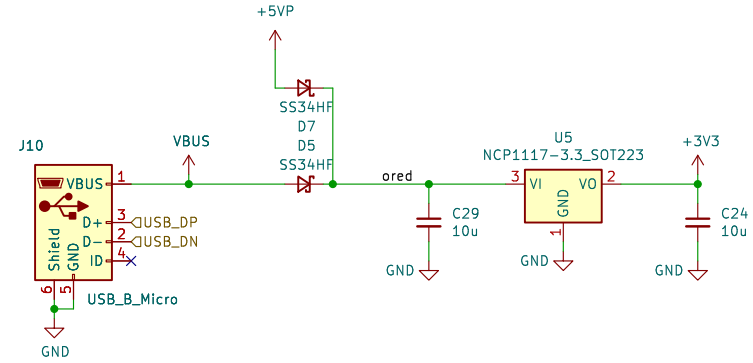 +5VP
SS34HF
D7
D5
SS34HF
J10
VBUS
1
VBUS
3
D+
USB_DP
2
D-
USB_DN
4
ID
Shield
GND
6
5
USB_B_Micro
GND
ored
C29
10u
GND
U5
NCP1117-3.3_SOT223
3
VI
VO
2
GND
1
GND
+3V3
C24
10u
GND